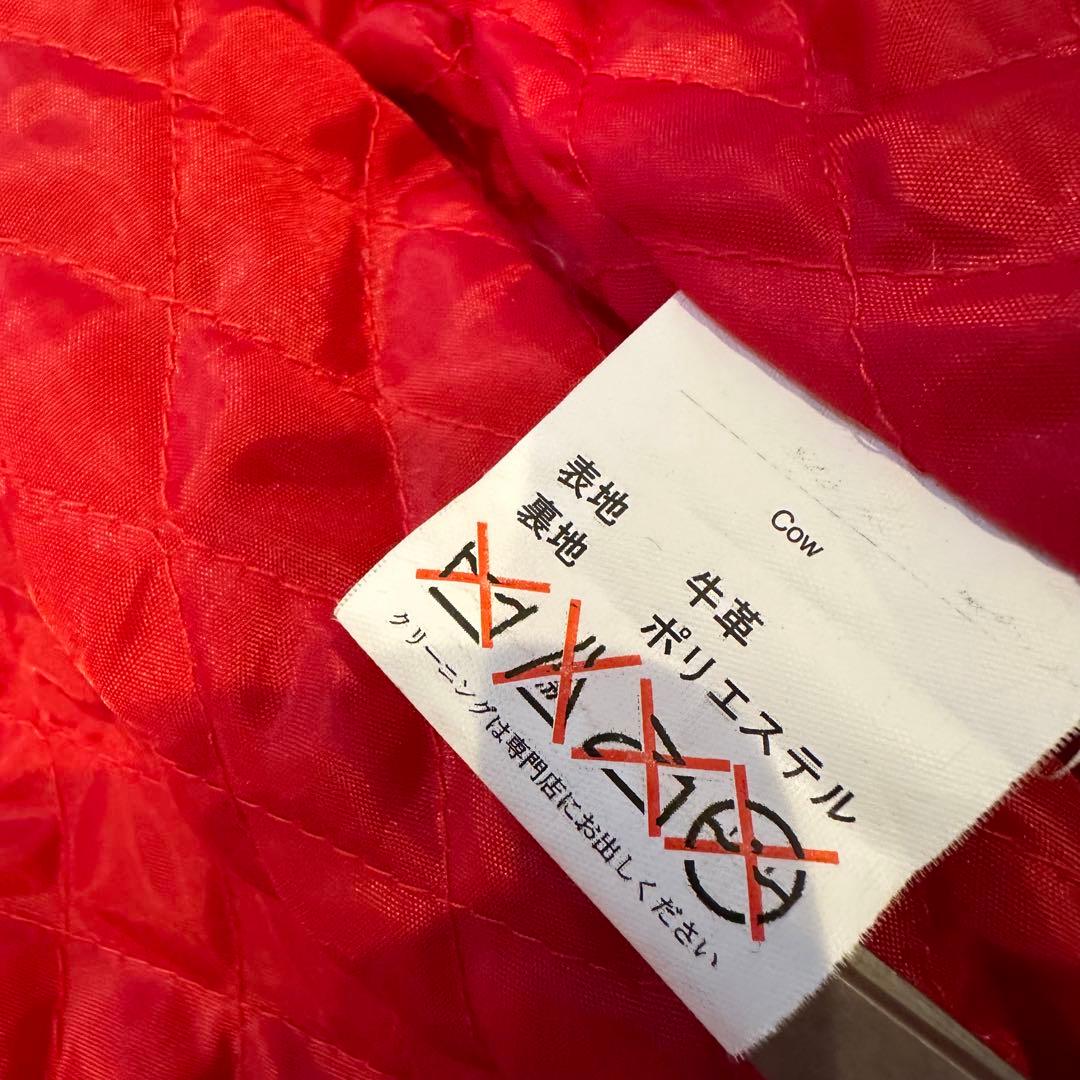 Cow
表地 牛革
裏地 ポリエステル
クリーニングは専門店にお出しください